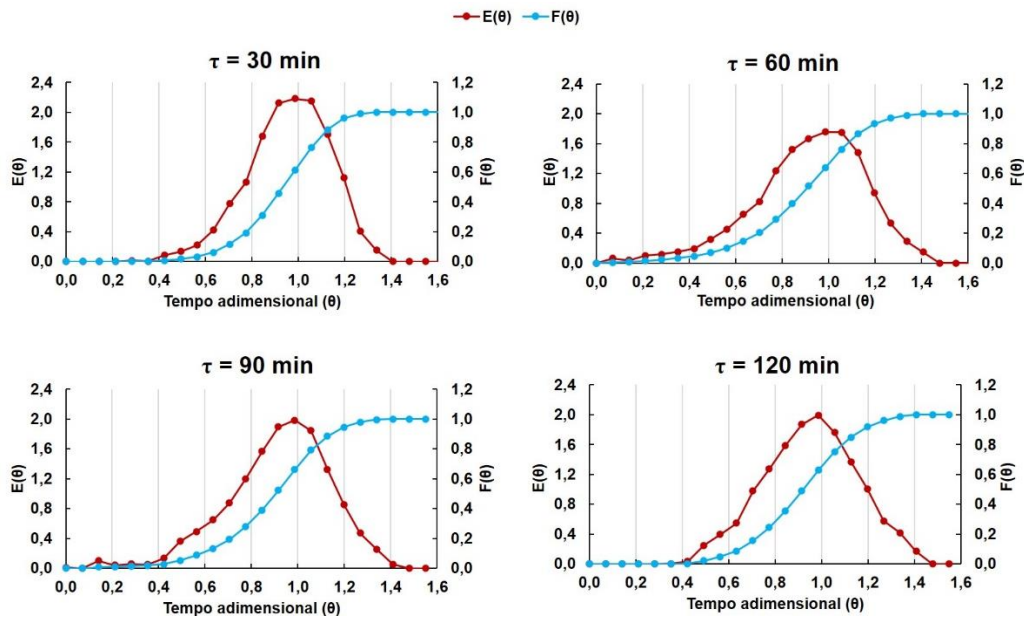 E(θ) F(θ)
τ = 30 min
2,4 2,0 1,6 1,2 0,8 0,4 0,0
E(θ)
1,2 1,0 0,8 0,6 0,4 0,2 0,0
F(θ)
0,0 0,2 0,4 0,6 0,8 1,0 1,2 1,4 1,6
Tempo adimensional (θ)
τ = 60 min
2,4 2,0 1,6 1,2 0,8 0,4 0,0
E(θ)
1,2 1,0 0,8 0,6 0,4 0,2 0,0
F(θ)
0,0 0,2 0,4 0,6 0,8 1,0 1,2 1,4 1,6
Tempo adimensional (θ)
τ = 90 min
2,4 2,0 1,6 1,2 0,8 0,4 0,0
E(θ)
1,2 1,0 0,8 0,6 0,4 0,2 0,0
F(θ)
0,0 0,2 0,4 0,6 0,8 1,0 1,2 1,4 1,6
Tempo adimensional (θ)
τ = 120 min
2,4 2,0 1,6 1,2 0,8 0,4 0,0
E(θ)
1,2 1,0 0,8 0,6 0,4 0,2 0,0
F(θ)
0,0 0,2 0,4 0,6 0,8 1,0 1,2 1,4 1,6
Tempo adimensional (θ)